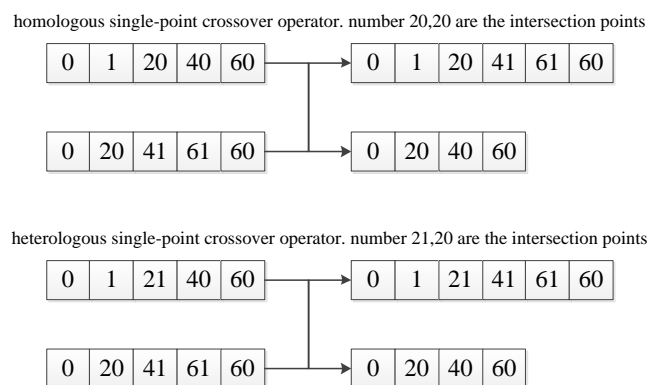 homologous single-point crossover operator. number 20,20 are the intersection points
0 1 20 40 60 0 1 20 41 61 60
0 20 41 61 60 0 20 40 60
heterologous single-point crossover operator. number 21,20 are the intersection points
0 1 21 40 60 0 1 21 41 61 60
0 20 41 61 60 0 20 40 60